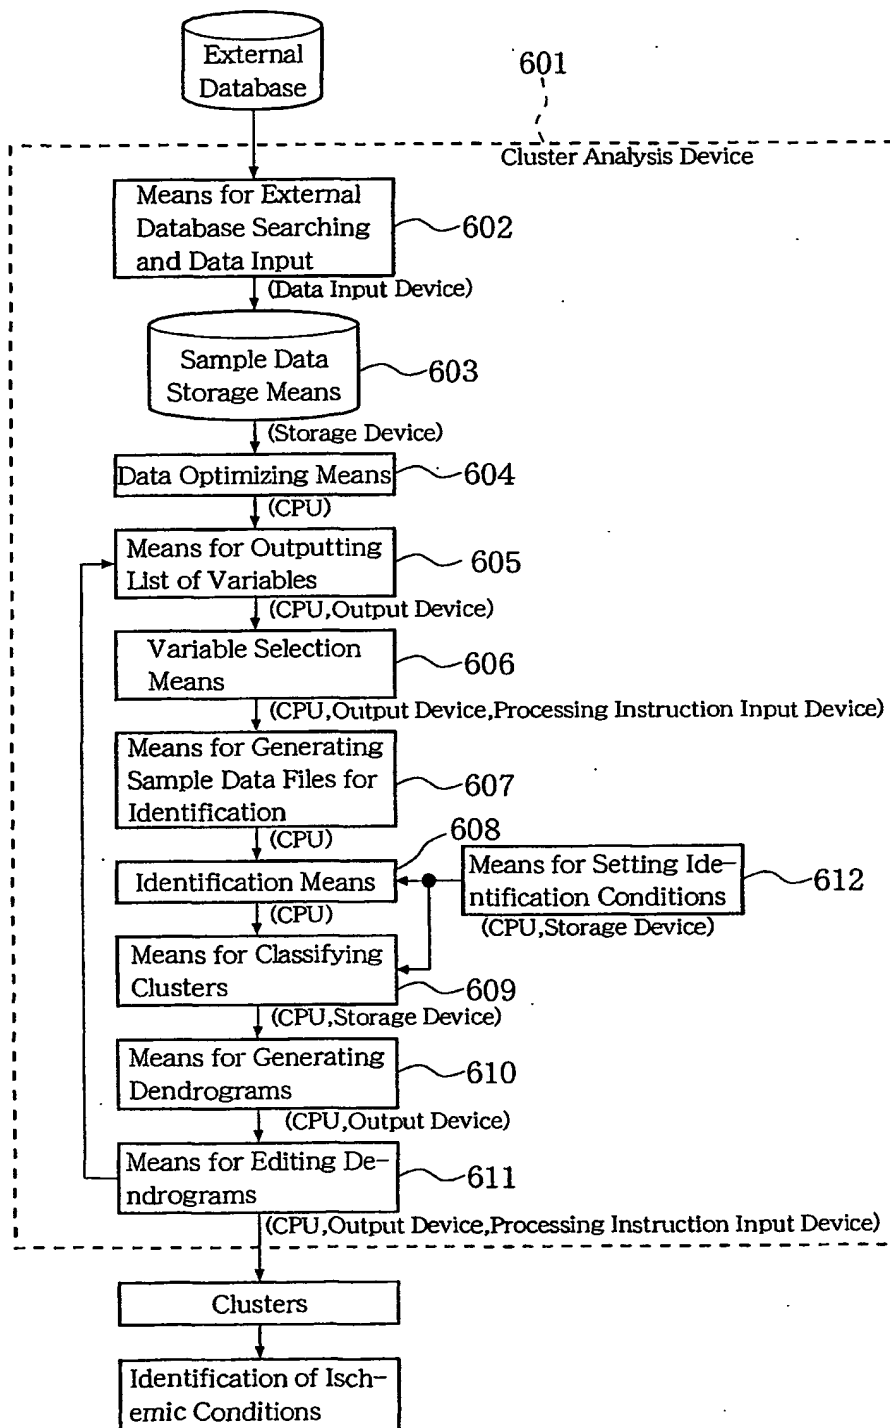 External
Database
601
Cluster Analysis Device
Means for External
Database Searching
and Data Input
602
(Data Input Device)
Sample Data
Storage Means
603
(Storage Device)
Data Optimizing Means
604
(CPU)
Means for Outputting
List of Variables
605
(CPU,Output Device)
Variable Selection
Means
606
(CPU,Output Device,Processing Instruction Input Device)
Means for Generating
Sample Data Files for
Identification
607
(CPU)
608
Identification Means
Means for Setting Ide-
ntification Conditions
612
(CPU)
(CPU,Storage Device)
Means for Classifying
Clusters
609
(CPU,Storage Device)
Means for Generating
Dendrograms
610
(CPU,Output Device)
Means for Editing De-
ndrograms
611
(CPU,Output Device,Processing Instruction Input Device)
Clusters
Identification of Isch-
emic Conditions